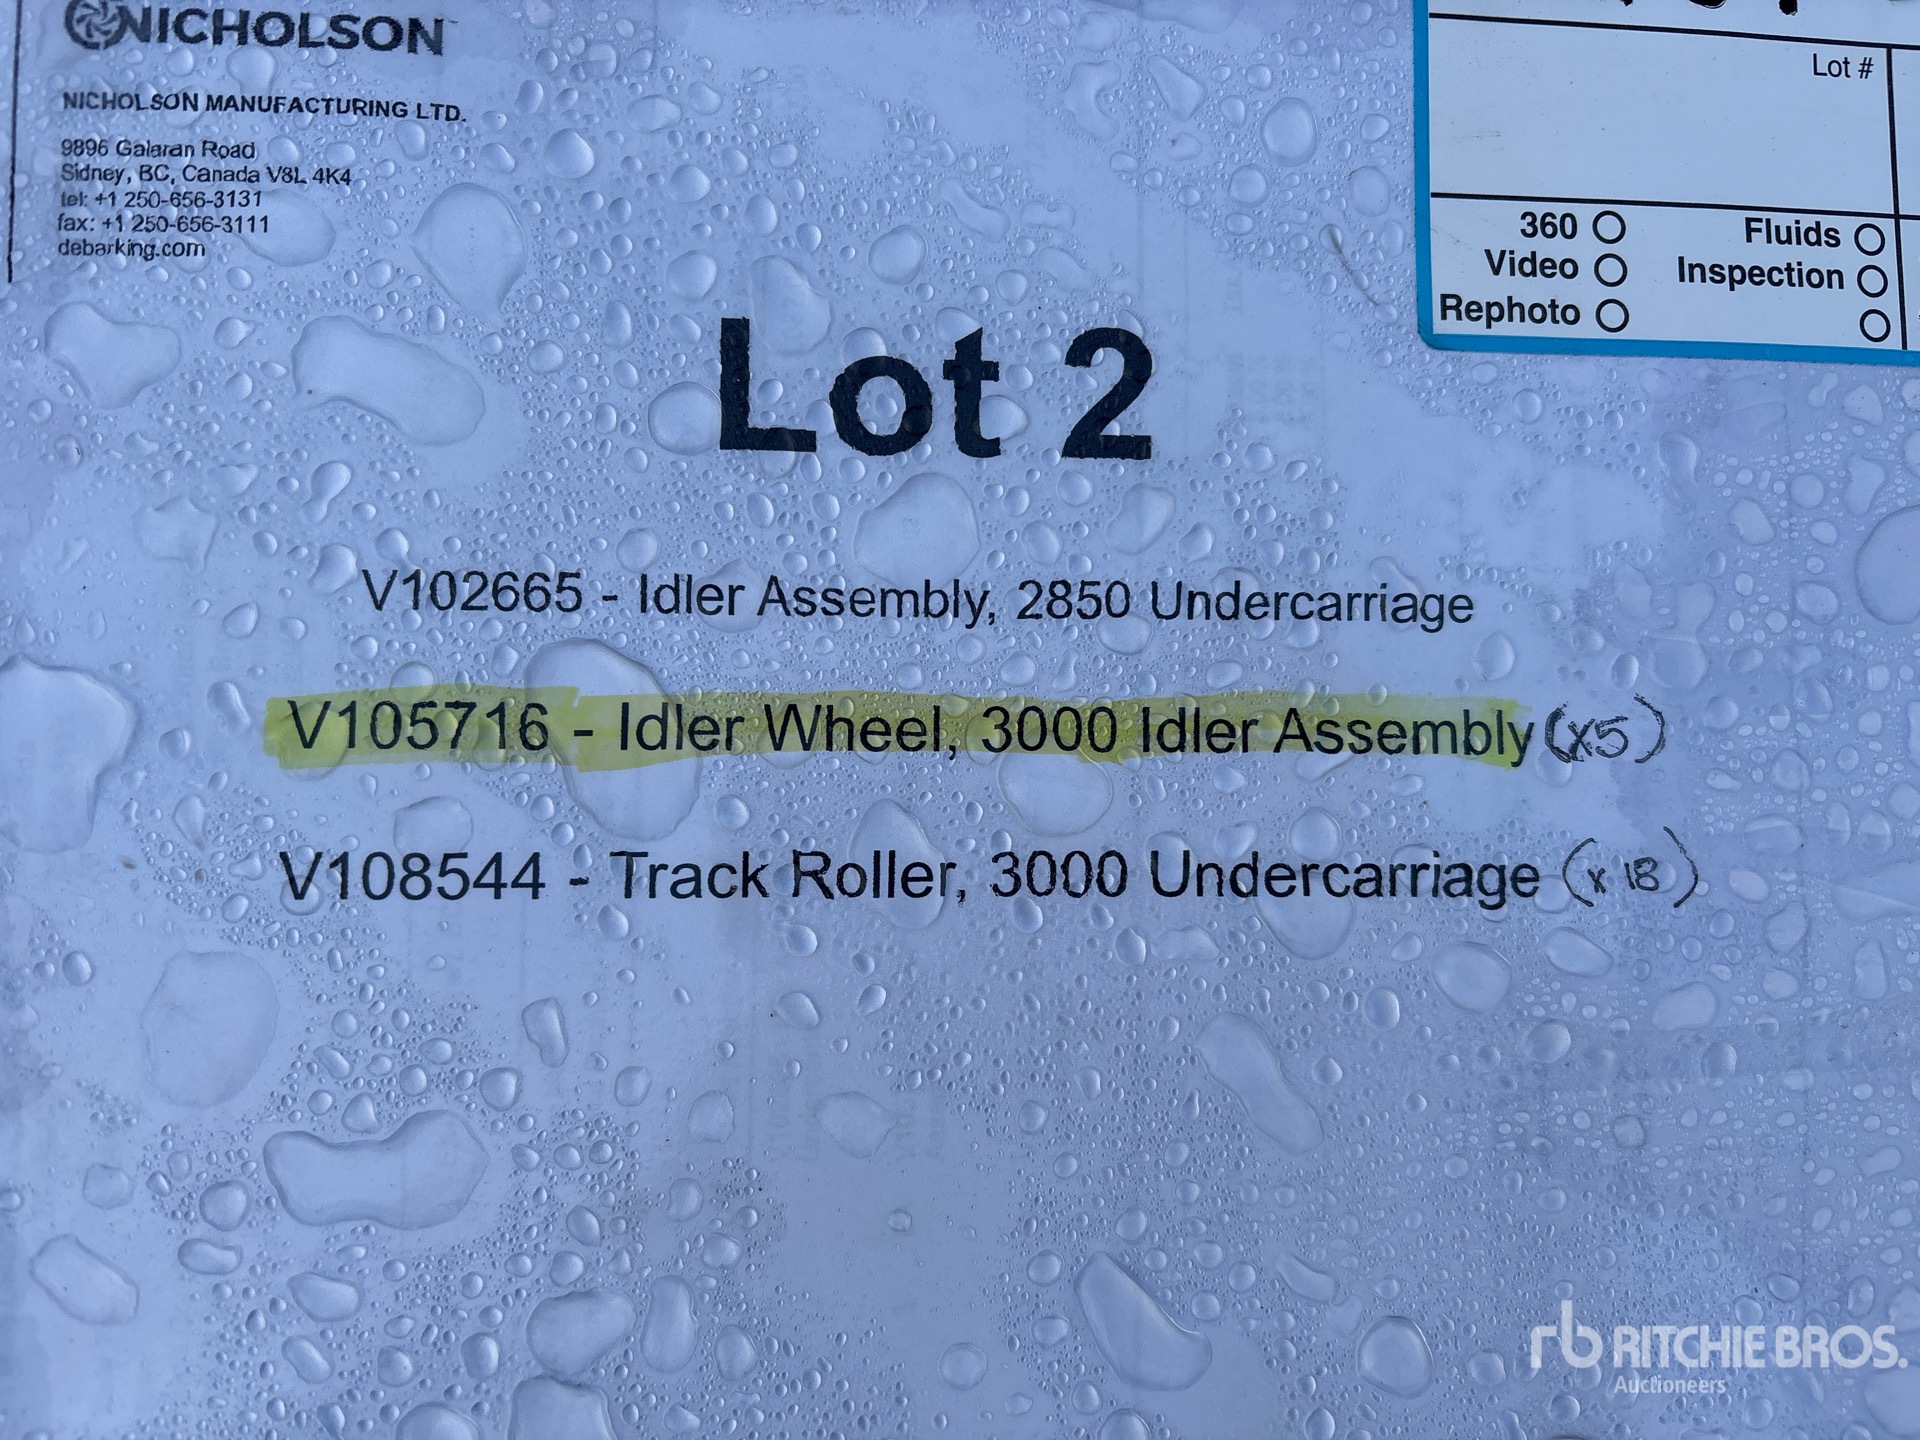 NICHOLSON
NICHOLSON MANUFACTURING LTD.
9896 Galaran Road
Sidney, BC, Canada V8L 4K4
tel: +1 250-656-3131
fax: +1 250-656-3111
debarking.com
Lot #
360
Fluids
Video
Inspection
Rephoto
Lot 2
V102665 - Idler Assembly, 2850 Undercarriage
V105716 - Idler Wheel, 3000 Idler Assembly (x5)
V108544 - Track Roller, 3000 Undercarriage (x 18)
rb RITCHIE BROS.
Auctioneers